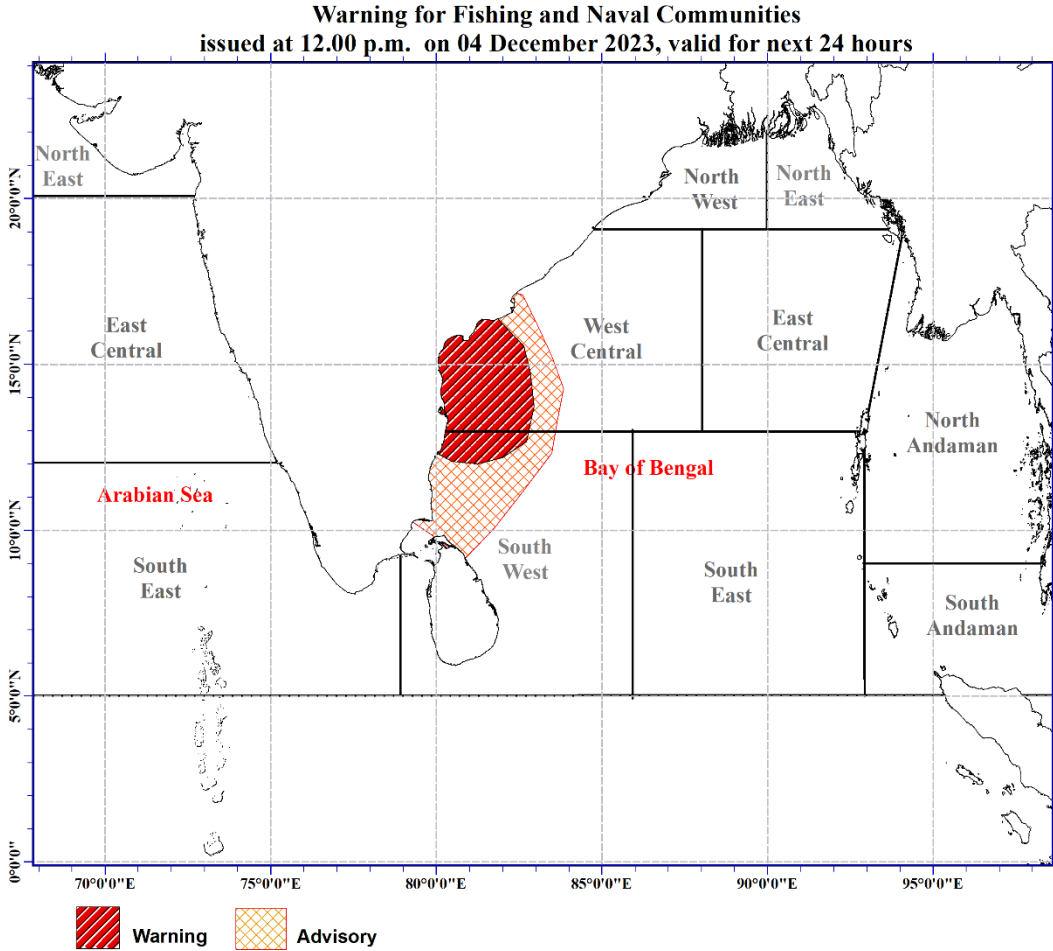 Warning for Fishing and Naval Communities
issued at 12.00 p.m. on 04 December 2023, valid for next 24 hours
North
East
North
West
North
East
20°0'0"N
East
Central
West
Central
East
Central
15°0'0"N
North
Andaman
Bay of Bengal
Arabian Sea
10°0'0"N
South
East
South
West
South
East
South
Andaman
5°0'0"N
0°0'0"
70°0'0"E
75°0'0"E
80°0'0"E
85°0'0"E
90°0'0"E
95°0'0"E
Warning
Advisory